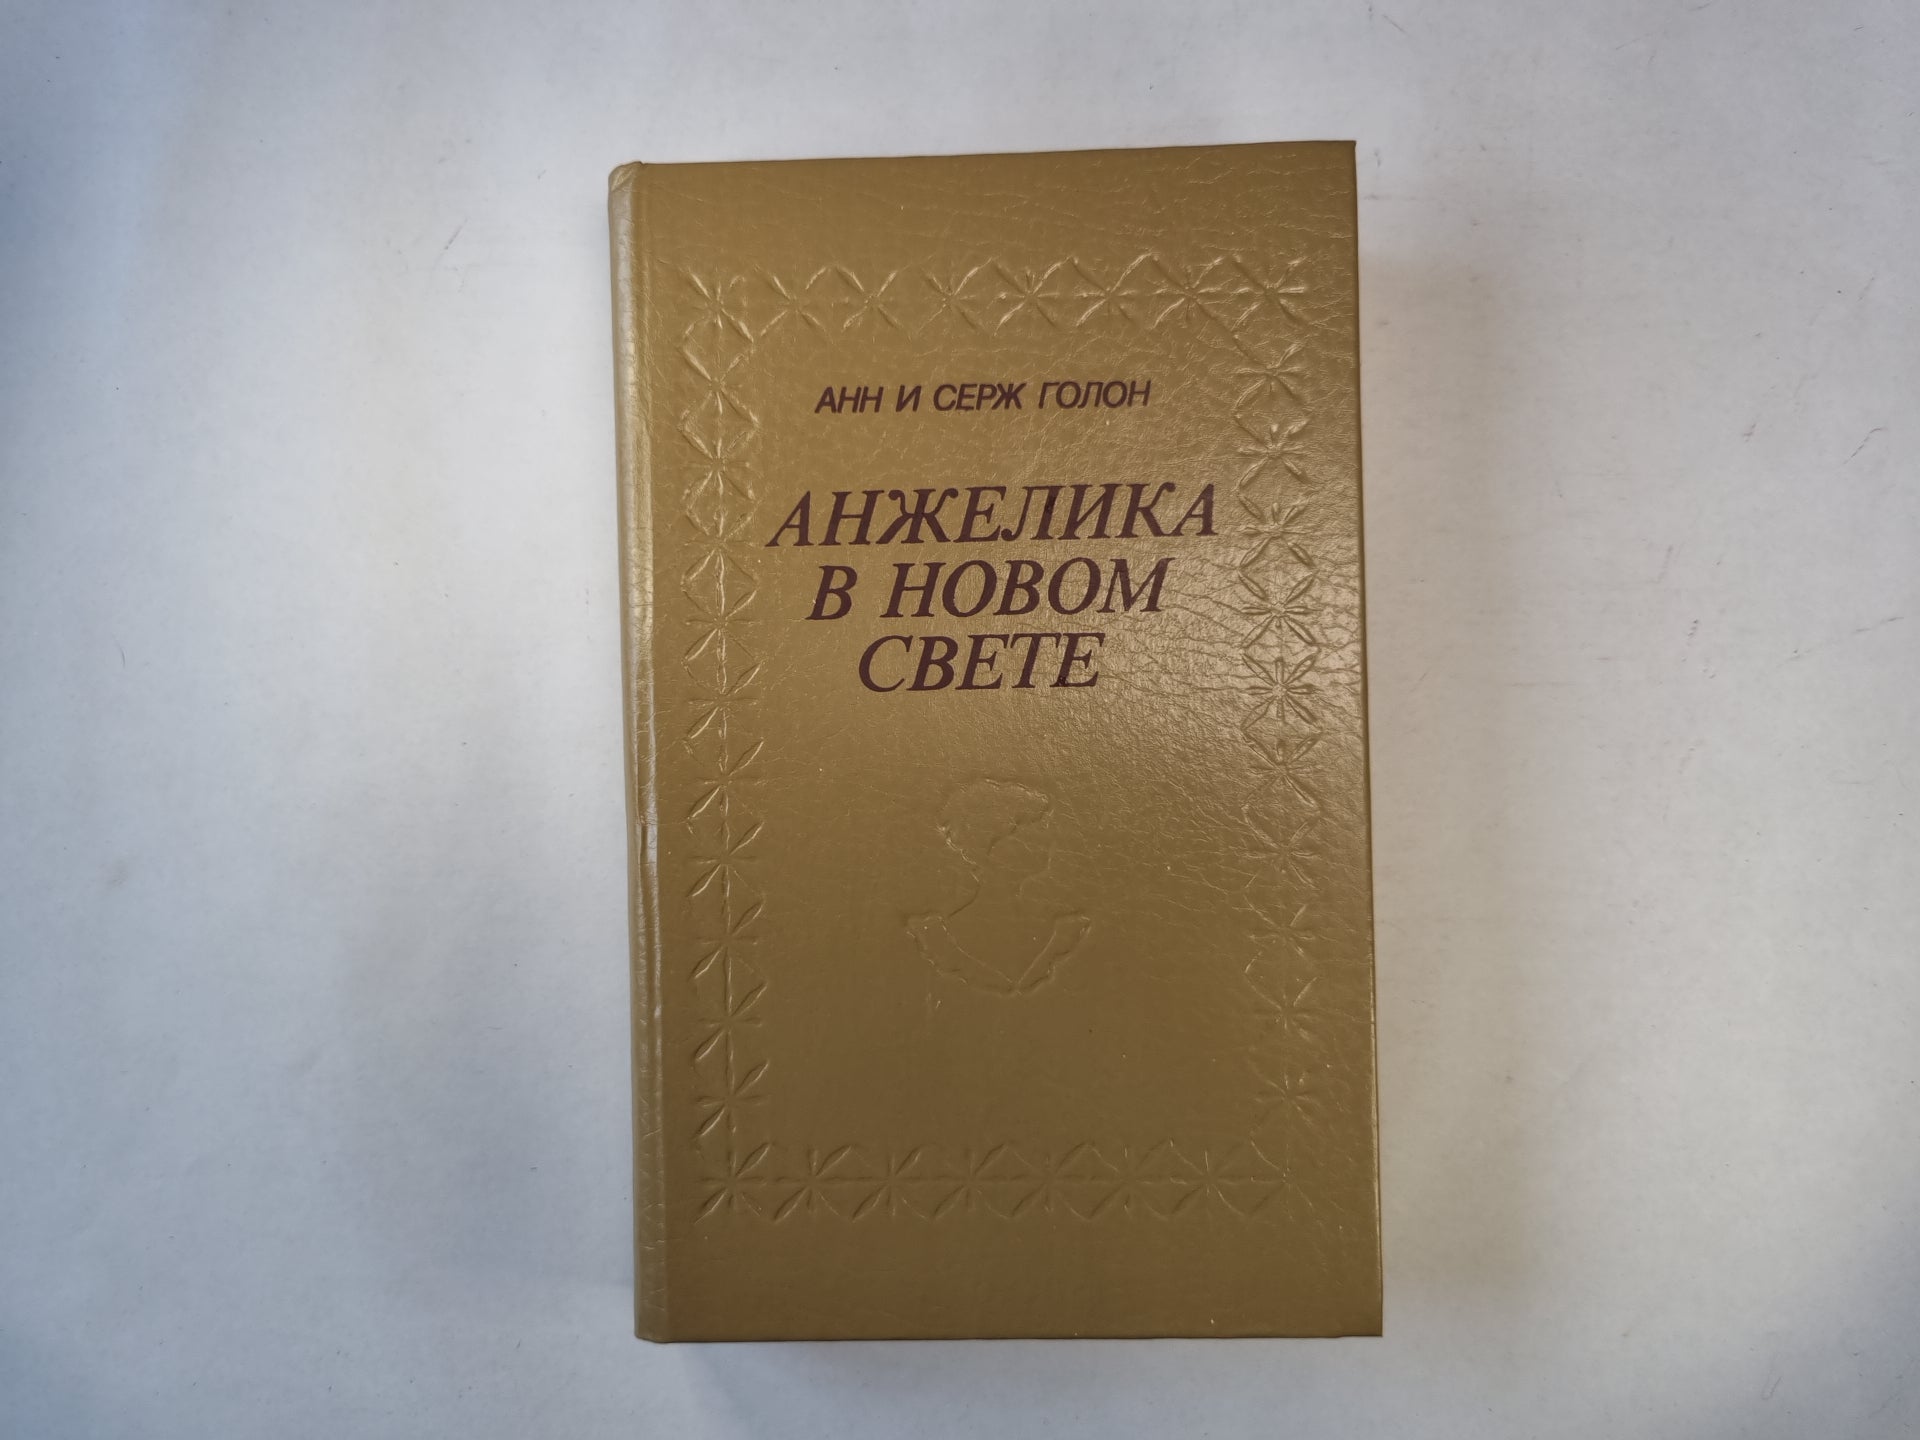 АНН И СЕРЖ ГОЛОН
АНЖЕЛИКА
В НОВОМ
СВЕТЕ